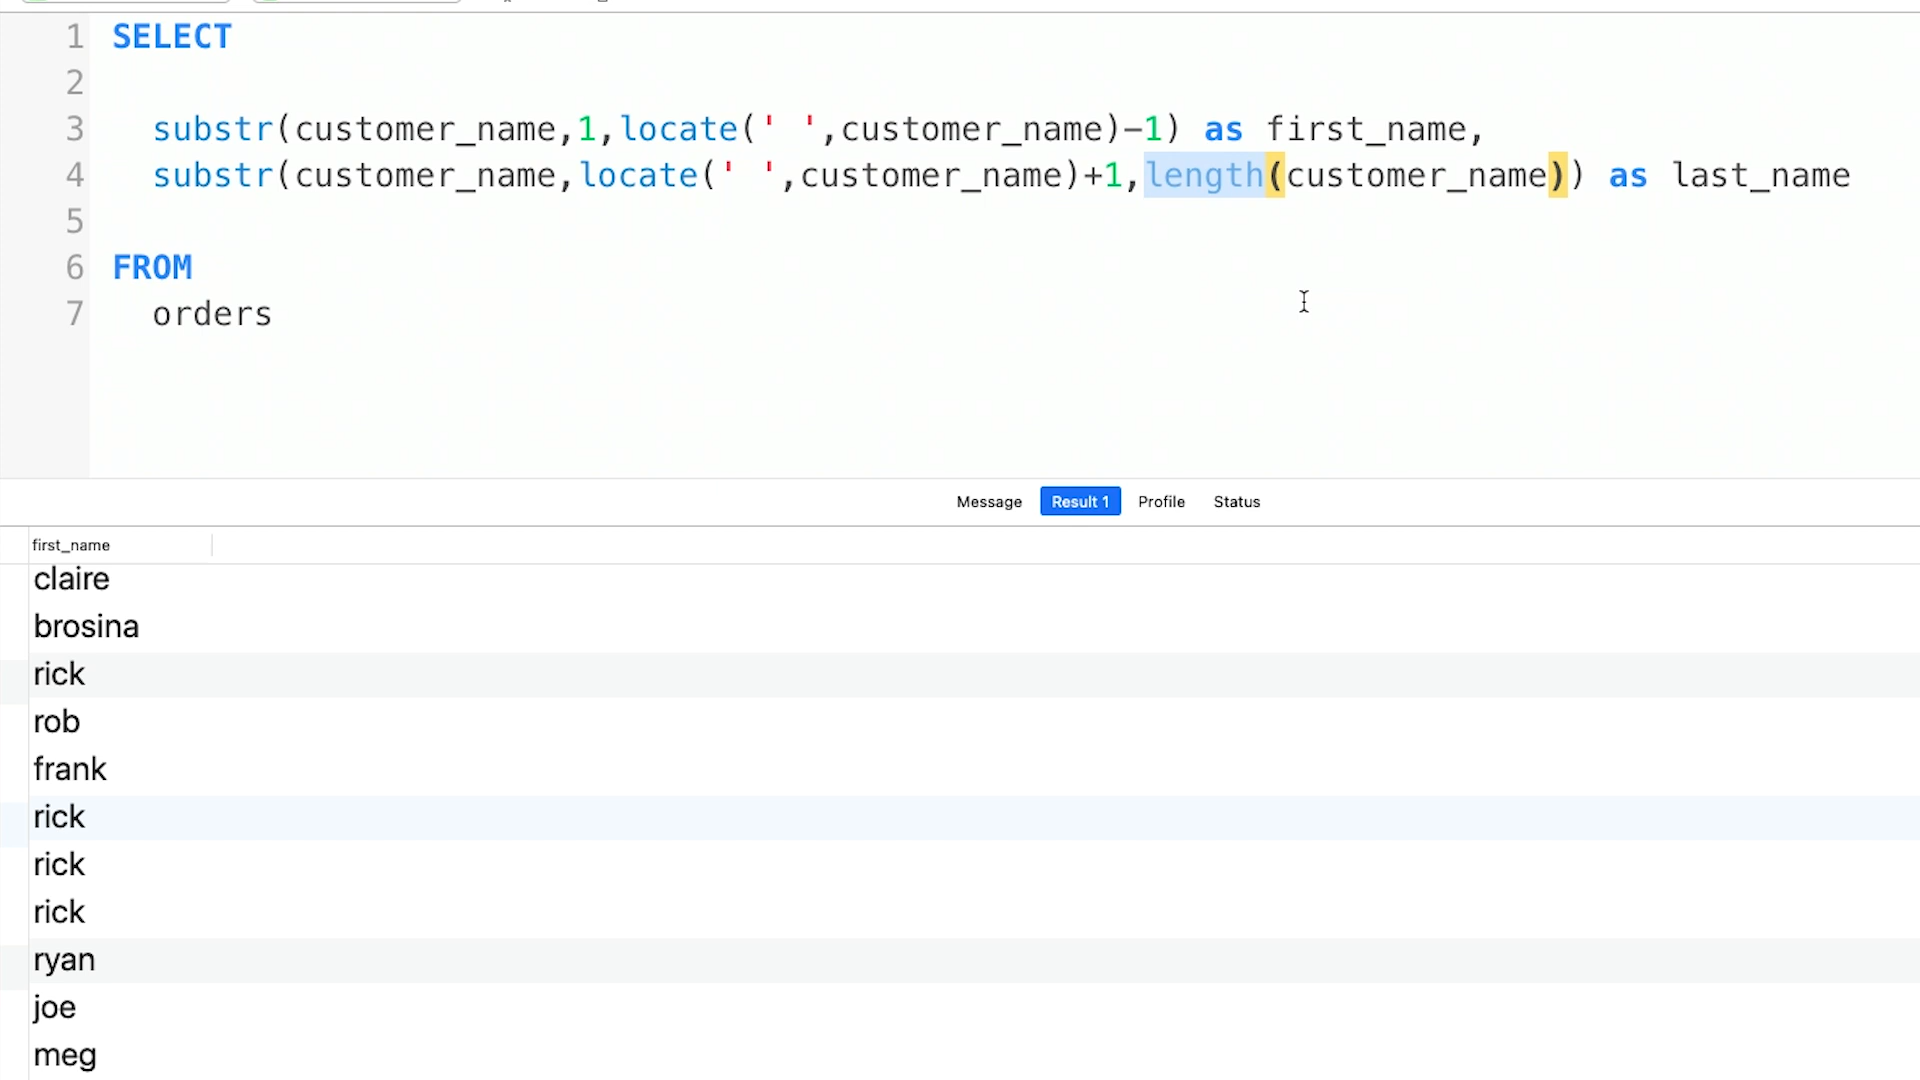 1 SELECT
2
3 substr(customer_name,1,locate(' ',customer_name)-1) as first_name,
4 substr(customer_name,locate(' ',customer_name)+1,length(customer_name)) as last_name
5
6 FROM
7 orders
Message Result 1 Profile Status
first_name
claire
brosina
rick
rob
frank
rick
rick
rick
ryan
joe
meg